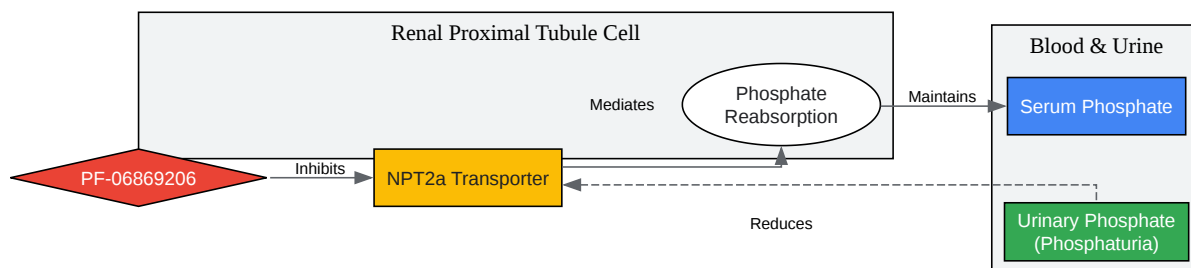 Renal Proximal Tubule Cell
Blood & Urine
Mediates
Phosphate
Reabsorption
Maintains
Serum Phosphate
PF-06869206
Inhibits
NPT2a Transporter
Reduces
Urinary Phosphate
(Phosphaturia)